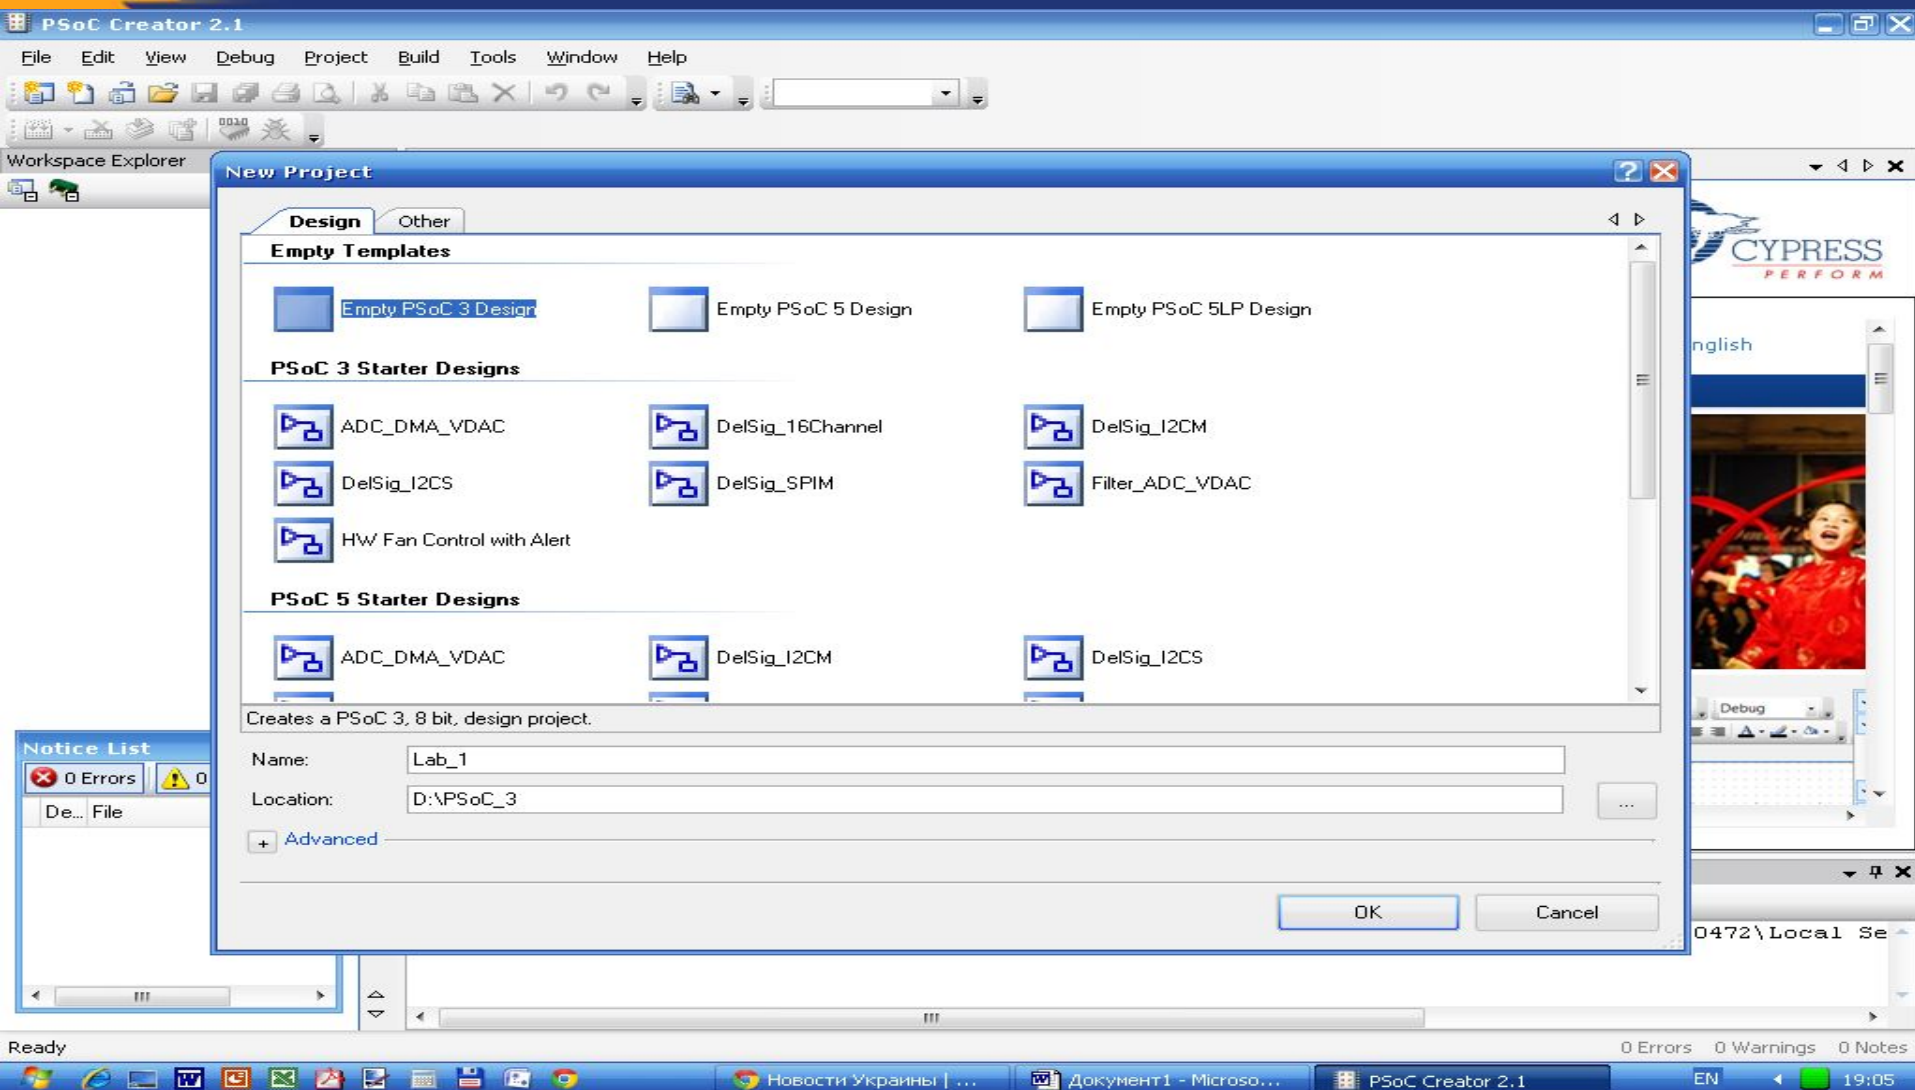 PSoC Creator 2.1
File Edit View Debug Project Build Tools Window Help
Workspace Explorer
New Project
Design Other
Empty Templates
Empty PSoC 3 Design Empty PSoC 5 Design Empty PSoC 5LP Design
PSoC 3 Starter Designs
ADC_DMA_VDAC DelSig_16Channel DelSig_I2CM
DelSig_I2CS DelSig_SPIM Filter_ADC_VDAC
HW Fan Control with Alert
PSoC 5 Starter Designs
ADC_DMA_VDAC DelSig_I2CM DelSig_I2CS
Creates a PSoC 3, 8 bit, design project.
Name: Lab_1
Location: D:\PSoC_3 ...
+ Advanced
OK Cancel
CYPRESS
PERFORM
nglish
Debug
Notice List
0 Errors 0
De... File
0472\Local Se
Ready 0 Errors 0 Warnings 0 Notes
Новости Украины | ... Документ1 - Microso... PSoC Creator 2.1 EN 19:05